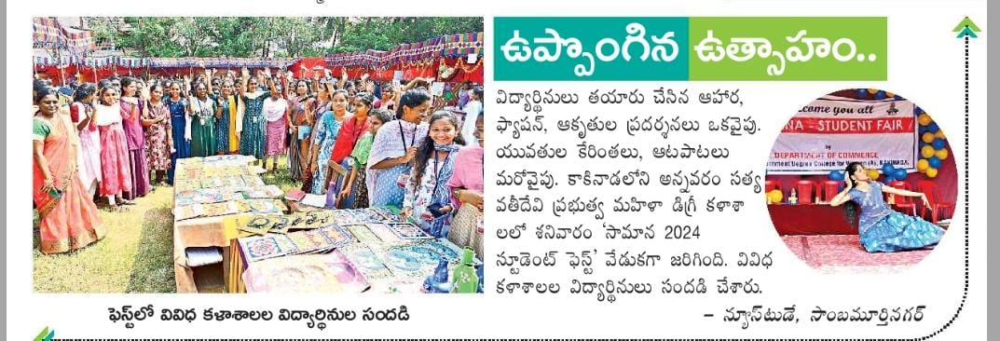 ఉప్పొంగిన ఉత్సాహం..
విద్యార్థినులు తయారు చేసిన ఆహార,
ఫ్యాషన్, ఆకృతుల ప్రదర్శనలు ఒకవైపు.
యువతుల కేరింతలు, ఆటపాటలు
మరోవైపు. కాకినాడలోని అన్నవరం సత్య
వతీదేవి ప్రభుత్వ మహిళా డిగ్రీ కళాశా
లలో శనివారం ‘సామాన 2024
స్టూడెంట్ ఫెస్ట్’ వేడుకగా జరిగింది. వివిధ
కళాశాలల విద్యార్థినులు సందడి చేశారు.
– న్యూస్‌టుడే, సాంబమూర్తినగర్
come you all
NA - STUDENT FAIR
by
DEPARTMENT OF COMMERCE
ernment Degree College for Women (A), KAKINADA
ఫెస్ట్‌లో వివిధ కళాశాలల విద్యార్థినుల సందడి